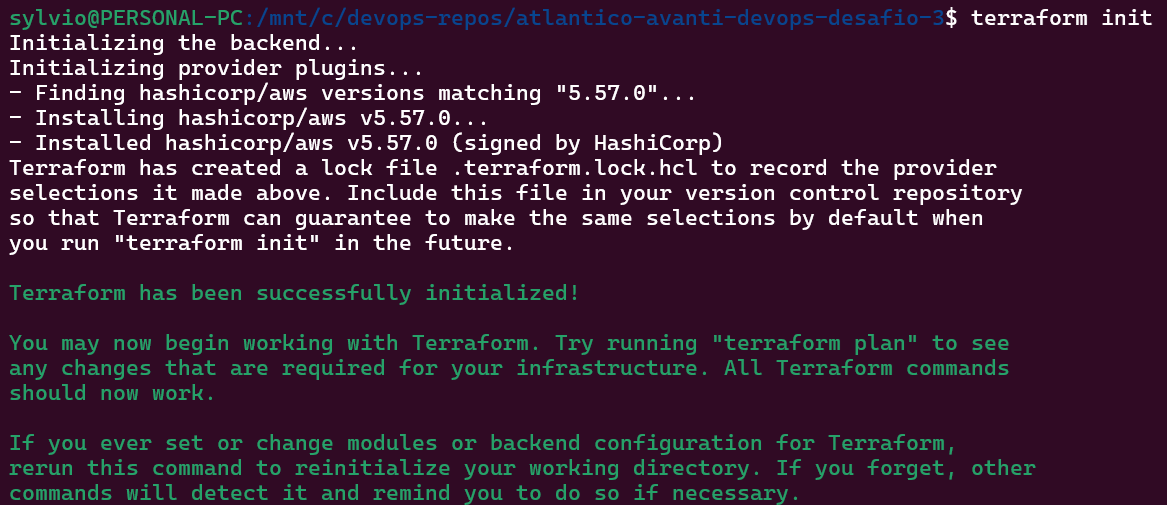 sylvio@PERSONAL-PC:/mnt/c/devops-repos/atlantico-avanti-devops-desafio-3$ terraform init
Initializing the backend...
Initializing provider plugins...
- Finding hashicorp/aws versions matching "5.57.0"...
- Installing hashicorp/aws v5.57.0...
- Installed hashicorp/aws v5.57.0 (signed by HashiCorp)
Terraform has created a lock file .terraform.lock.hcl to record the provider
selections it made above. Include this file in your version control repository
so that Terraform can guarantee to make the same selections by default when
you run "terraform init" in the future.

Terraform has been successfully initialized!

You may now begin working with Terraform. Try running "terraform plan" to see
any changes that are required for your infrastructure. All Terraform commands
should now work.

If you ever set or change modules or backend configuration for Terraform,
rerun this command to reinitialize your working directory. If you forget, other
commands will detect it and remind you to do so if necessary.